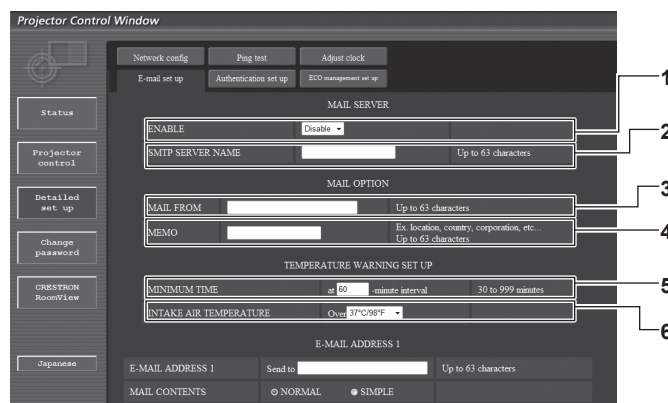 Projector Control Window
Network config Ping test Adjust clock
E-mail set up Authentication set up ECO management set up
Status
Projector control
Detailed set up
Change password
CRESTRON RoomView
Japanese
MAIL SERVER
ENABLE Disable 1
SMTP SERVER NAME Up to 63 characters 2
MAIL OPTION
MAIL FROM Up to 63 characters 3
MEMO Ex. location, country, corporation, etc... 4
Up to 63 characters
TEMPERATURE WARNING SET UP
MINIMUM TIME at 60 -minute interval 30 to 999 minutes 5
INTAKE AIR TEMPERATURE Over 37°C/98°F 6
E-MAIL ADDRESS 1
E-MAIL ADDRESS 1 Send to Up to 63 characters
MAIL CONTENTS NORMAL SIMPLE